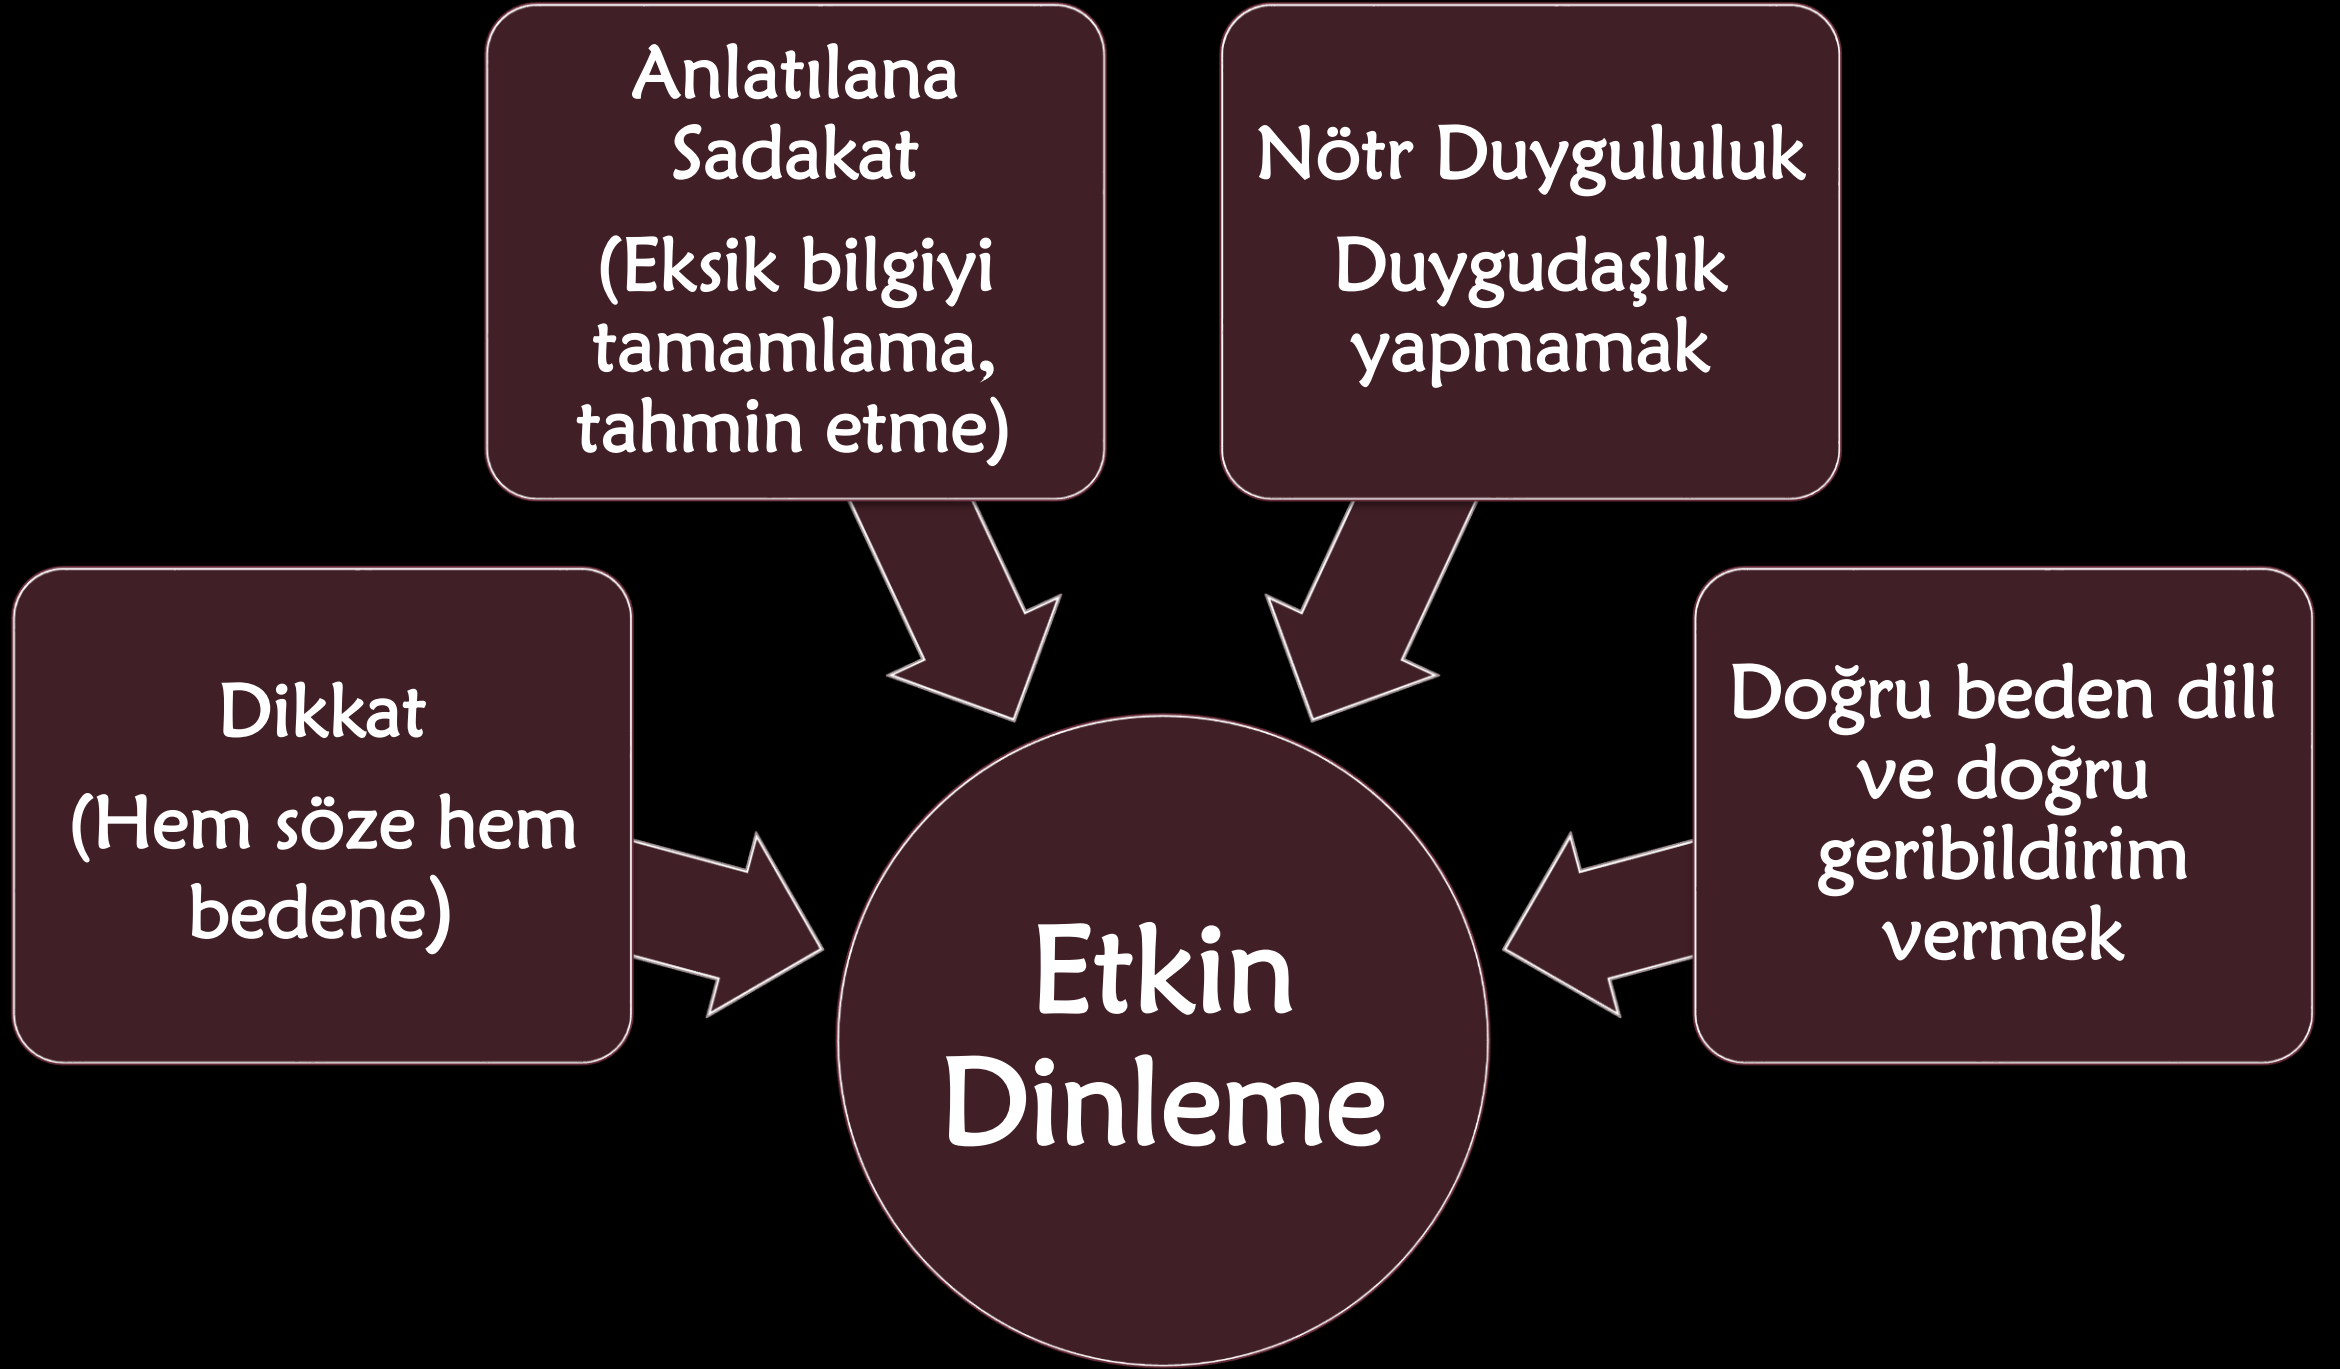 Anlatılana
Sadakat
(Eksik bilgiyi
tamamlama,
tahmin etme)
Nötr Duygululuk
Duygudaşlık
yapmamak
Dikkat
(Hem söze hem
bedene)
Doğru beden dili
ve doğru
geribildirim
vermek
Etkin
Dinleme